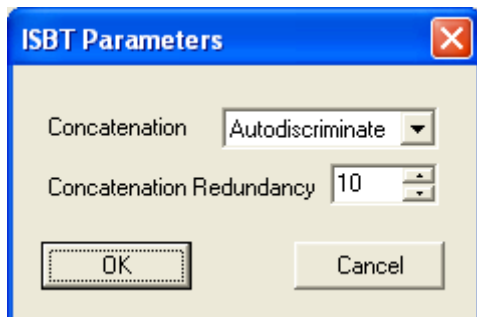 ISBT Parameters
Concatenation Autodiscriminate
Concatenation Redundancy 10
OK Cancel